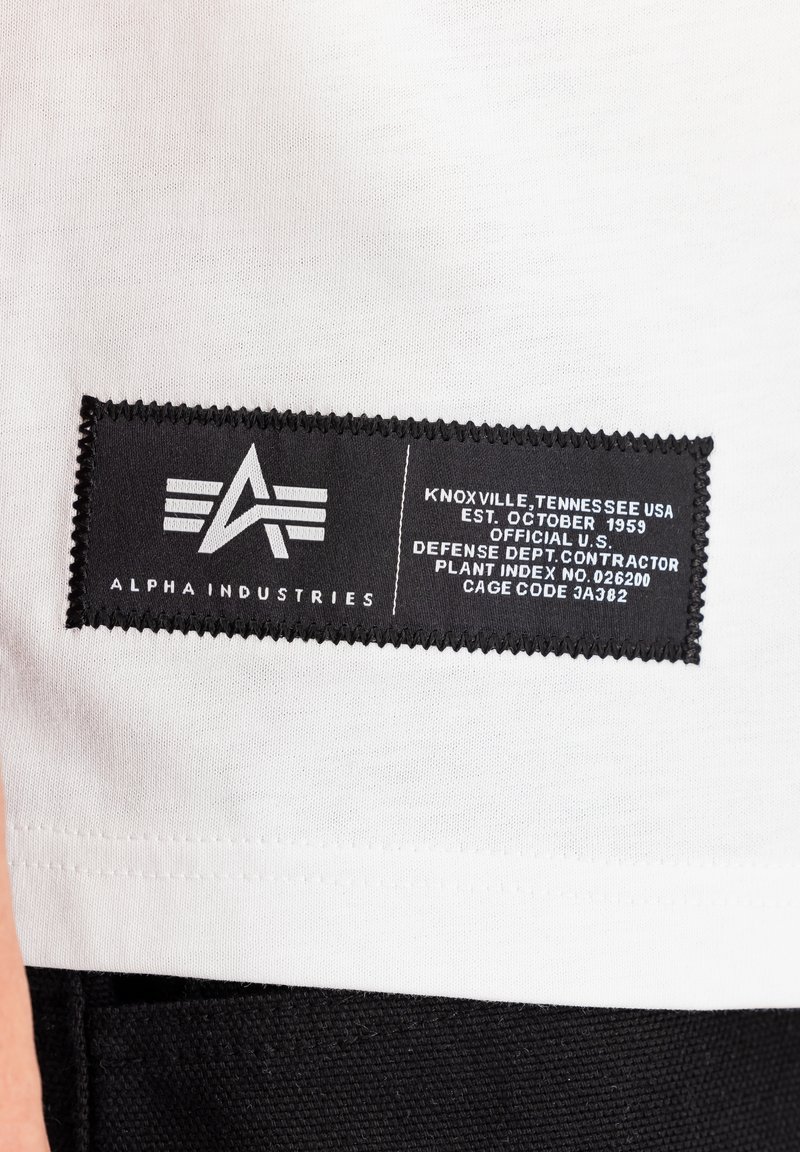 ALPHA INDUSTRIES
KNOXVILLE, TENNESSEE USA
EST. OCTOBER 1959
OFFICIAL U.S.
DEFENSE DEPT. CONTRACTOR
PLANT INDEX NO. 026200
CAGE CODE 3A382